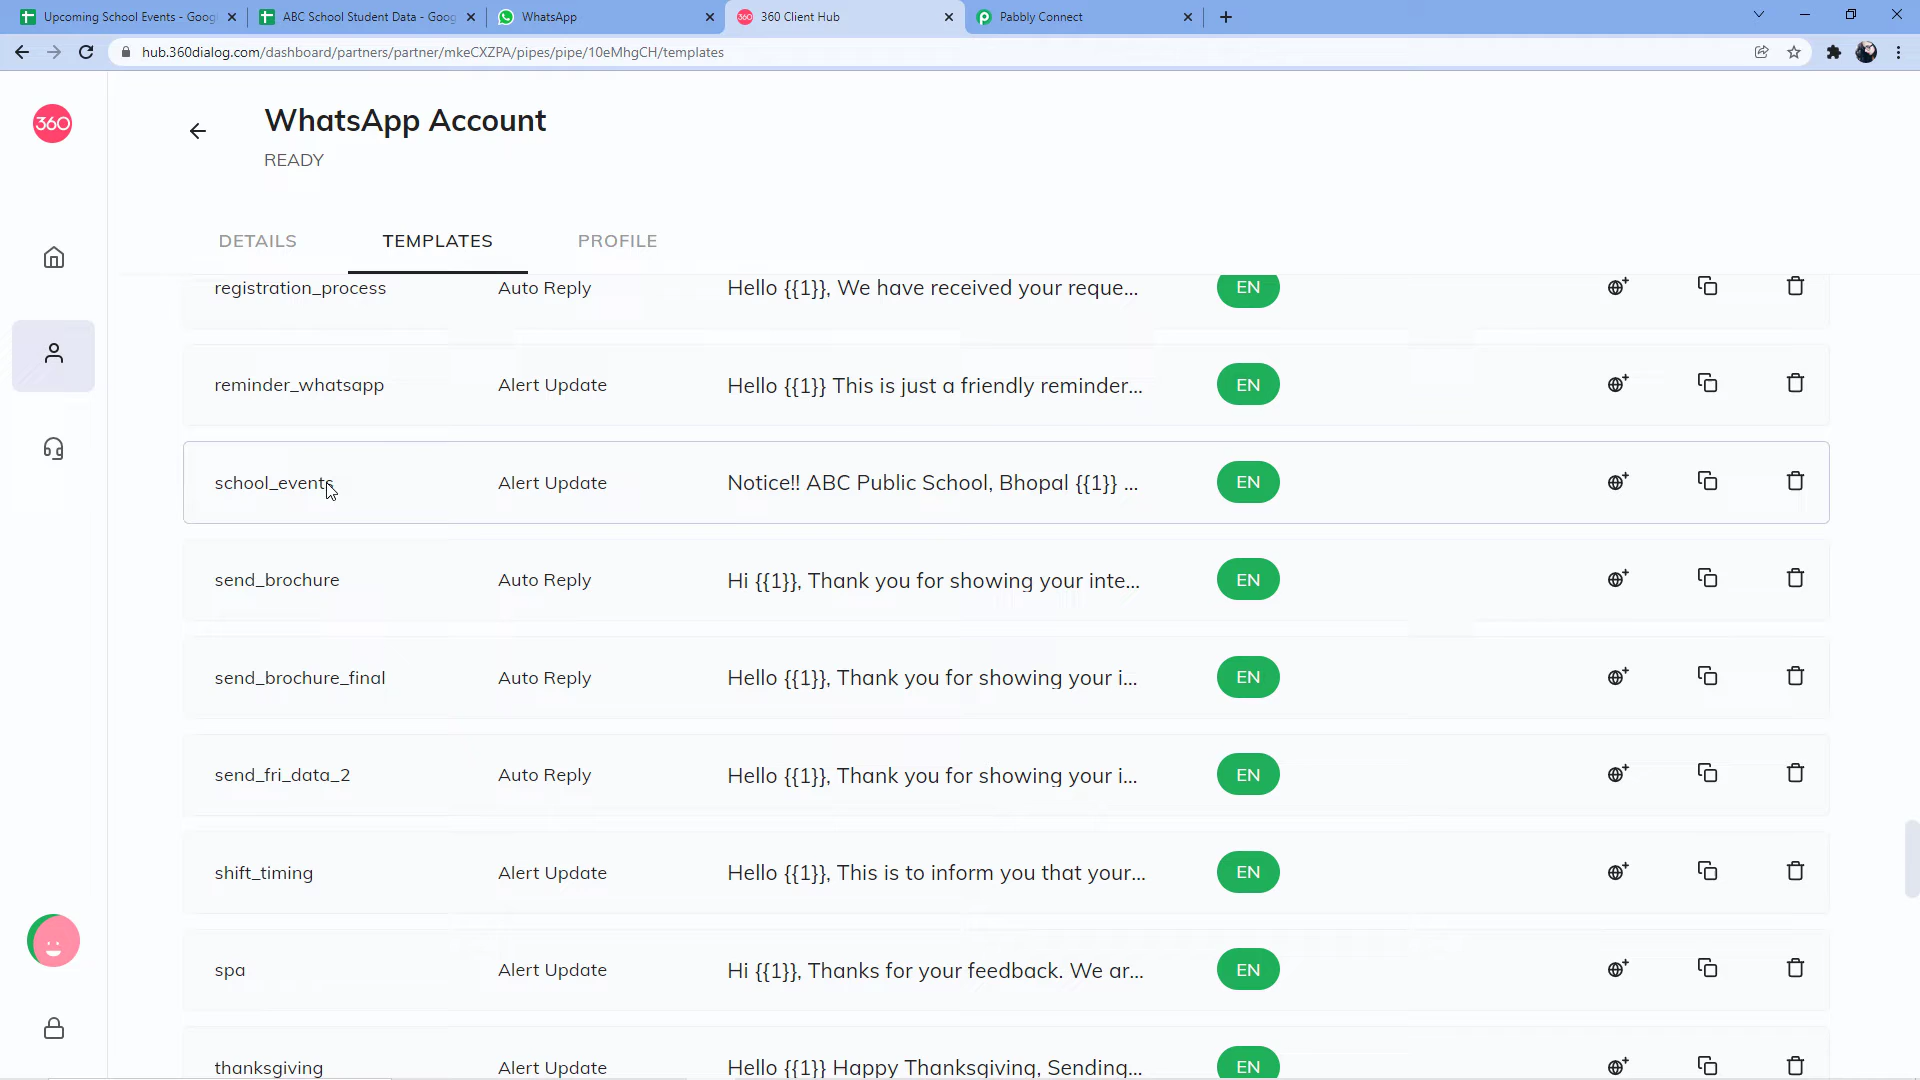 Upcoming School Events - Goog
ABC School Student Data - Goog
WhatsApp
360 Client Hub
Pabbly Connect
hub.360dialog.com/dashboard/partners/partner/mkeCXZPA/pipes/pipe/10eMhgCH/templates
360
WhatsApp Account
READY
DETAILS TEMPLATES PROFILE
registration_process Auto Reply Hello {{1}}, We have received your reque... EN
reminder_whatsapp Alert Update Hello {{1}} This is just a friendly reminder... EN
school_events Alert Update Notice!! ABC Public School, Bhopal {{1}} ... EN
send_brochure Auto Reply Hi {{1}}, Thank you for showing your inte... EN
send_brochure_final Auto Reply Hello {{1}}, Thank you for showing your i... EN
send_fri_data_2 Auto Reply Hello {{1}}, Thank you for showing your i... EN
shift_timing Alert Update Hello {{1}}, This is to inform you that your... EN
spa Alert Update Hi {{1}}, Thanks for your feedback. We ar... EN
thanksgiving Alert Update Hello {{1}} Happy Thanksgiving, Sending... EN